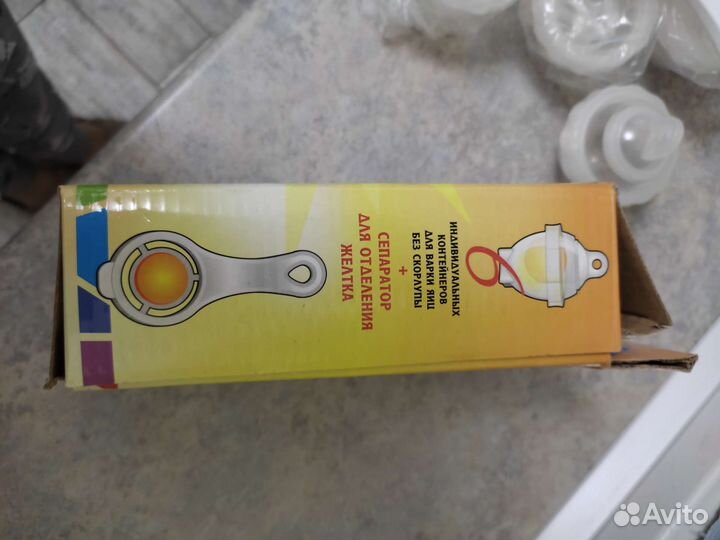 6
ИНДИВИДУАЛЬНЫХ
КОНТЕЙНЕРОВ
ДЛЯ ВАРКИ ЯИЦ
БЕЗ СКОРЛУПЫ
+
СЕПАРАТОР
ДЛЯ ОТДЕЛЕНИЯ
ЖЕЛТКА
Avito